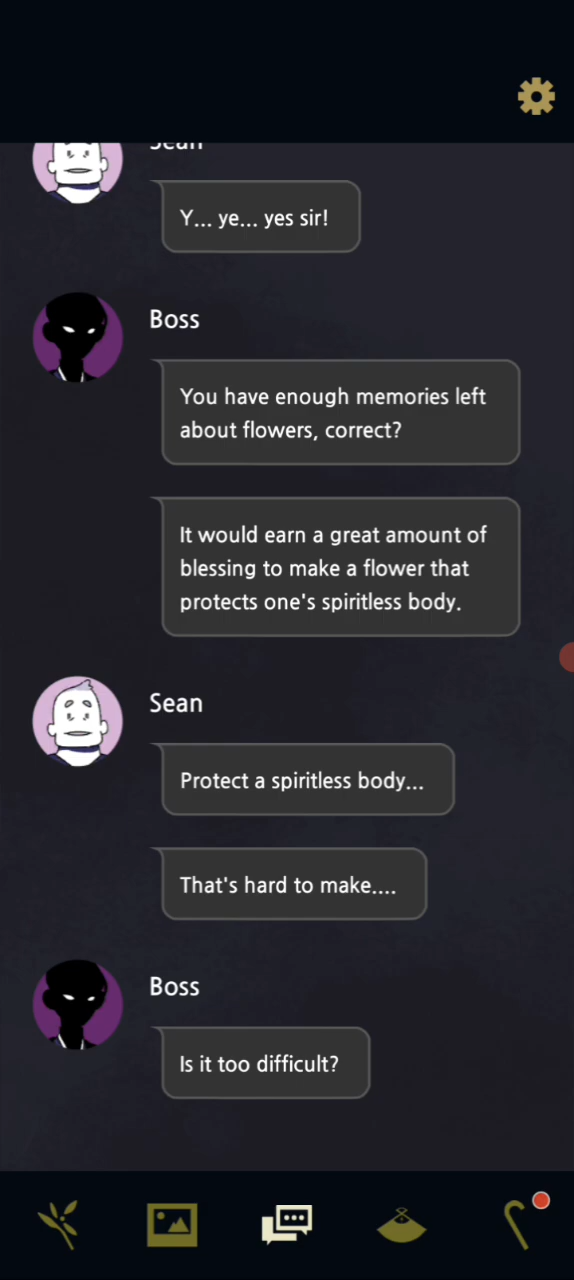 Sean
Y... ye... yes sir!
Boss
You have enough memories left
about flowers, correct?
It would earn a great amount of
blessing to make a flower that
protects one's spiritless body.
Sean
Protect a spiritless body...
That's hard to make....
Boss
Is it too difficult?